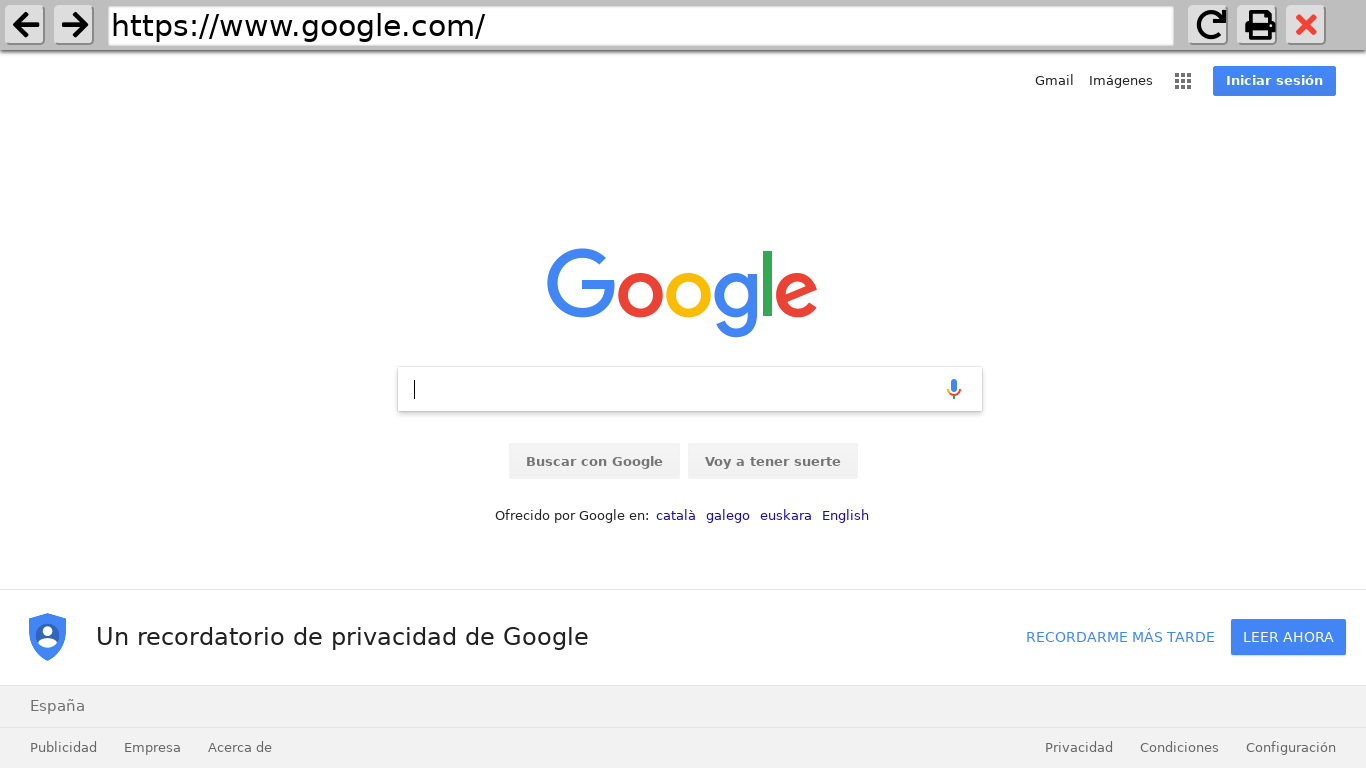 https://www.google.com/
Gmail Imágenes Iniciar sesión
Google
Buscar con Google Voy a tener suerte
Ofrecido por Google en: català galego euskara English
Un recordatorio de privacidad de Google RECORDARME MÁS TARDE LEER AHORA
España
Publicidad Empresa Acerca de Privacidad Condiciones Configuración